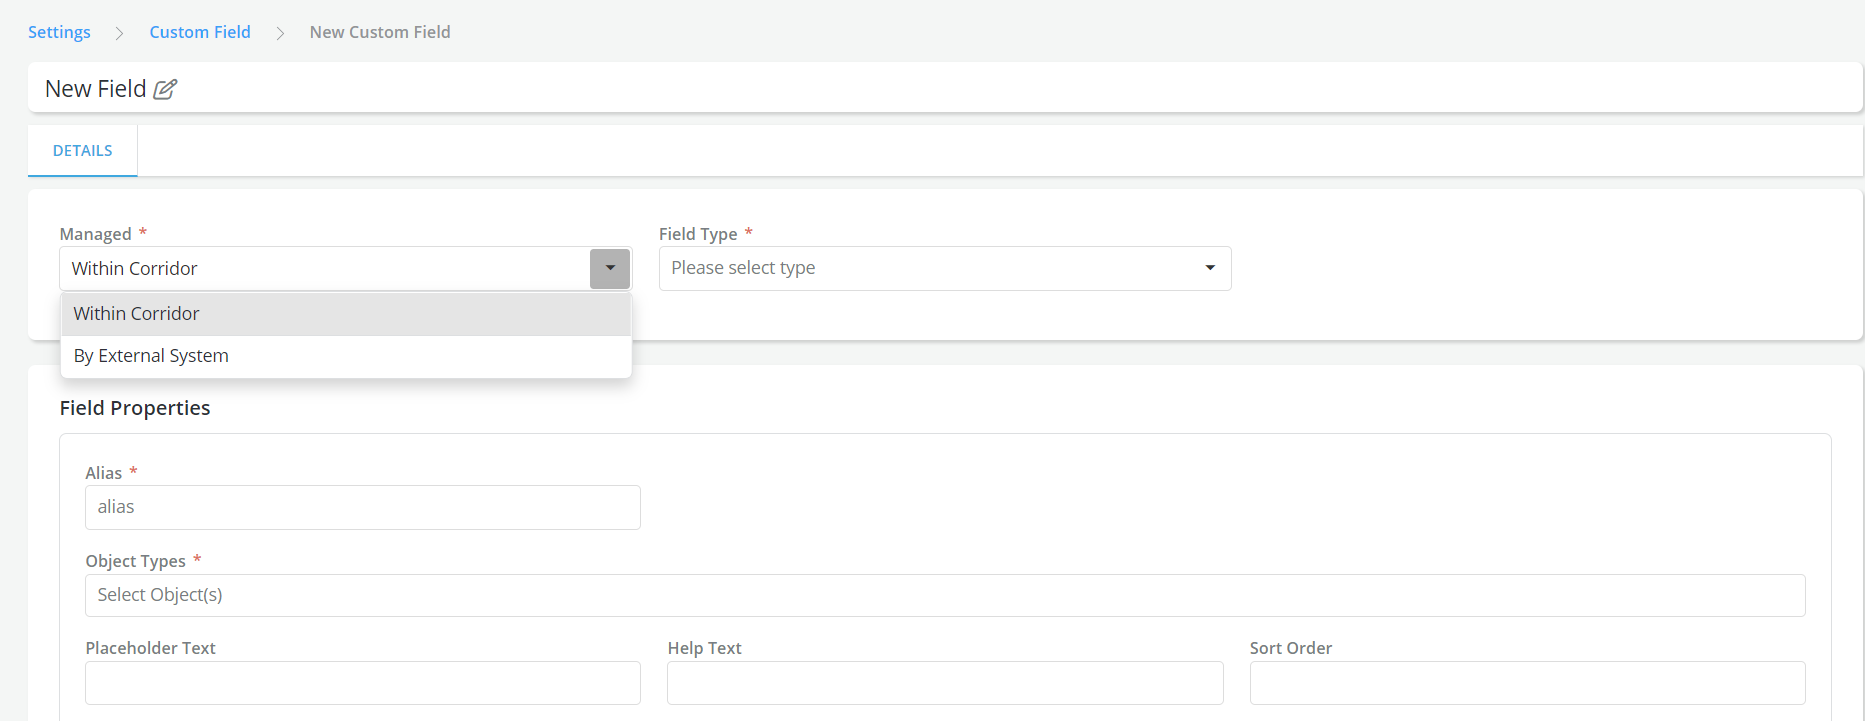 Settings > Custom Field > New Custom Field
New Field
DETAILS
Managed * Field Type *
Within Corridor Please select type
Within Corridor
By External System
Field Properties
Alias *
alias
Object Types *
Select Object(s)
Placeholder Text Help Text Sort Order